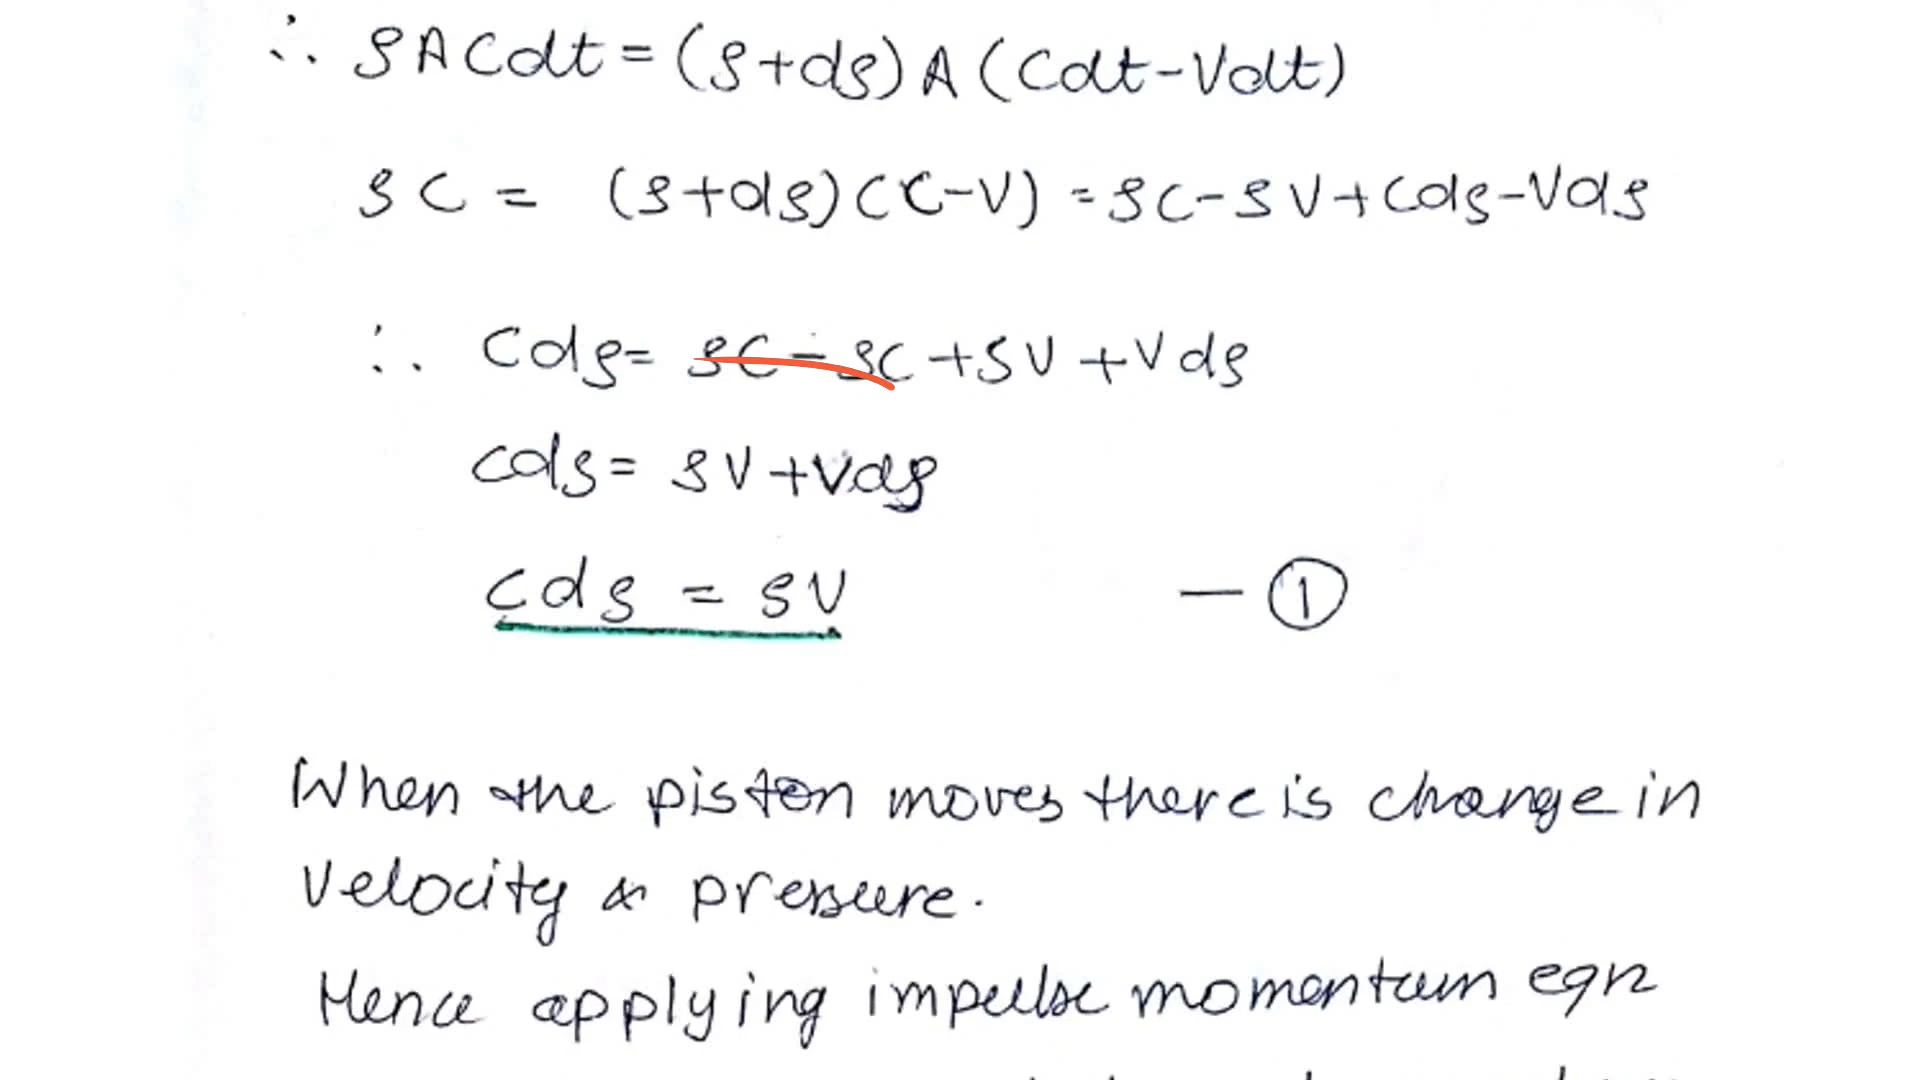 ∴ ρACdt = (ρ+dρ)A(Cdt-Vdt)
ρC = (ρ+dρ)(C-V) = ρC-ρV+Cdρ-Vdρ
∴ Cdρ = ρC - ρC + ρV + Vdρ
Cdρ = ρV+Vdρ
Cdρ = ρV — ①
When the piston moves there is change in
Velocity & pressure.
Hence applying impulse momentum eqn